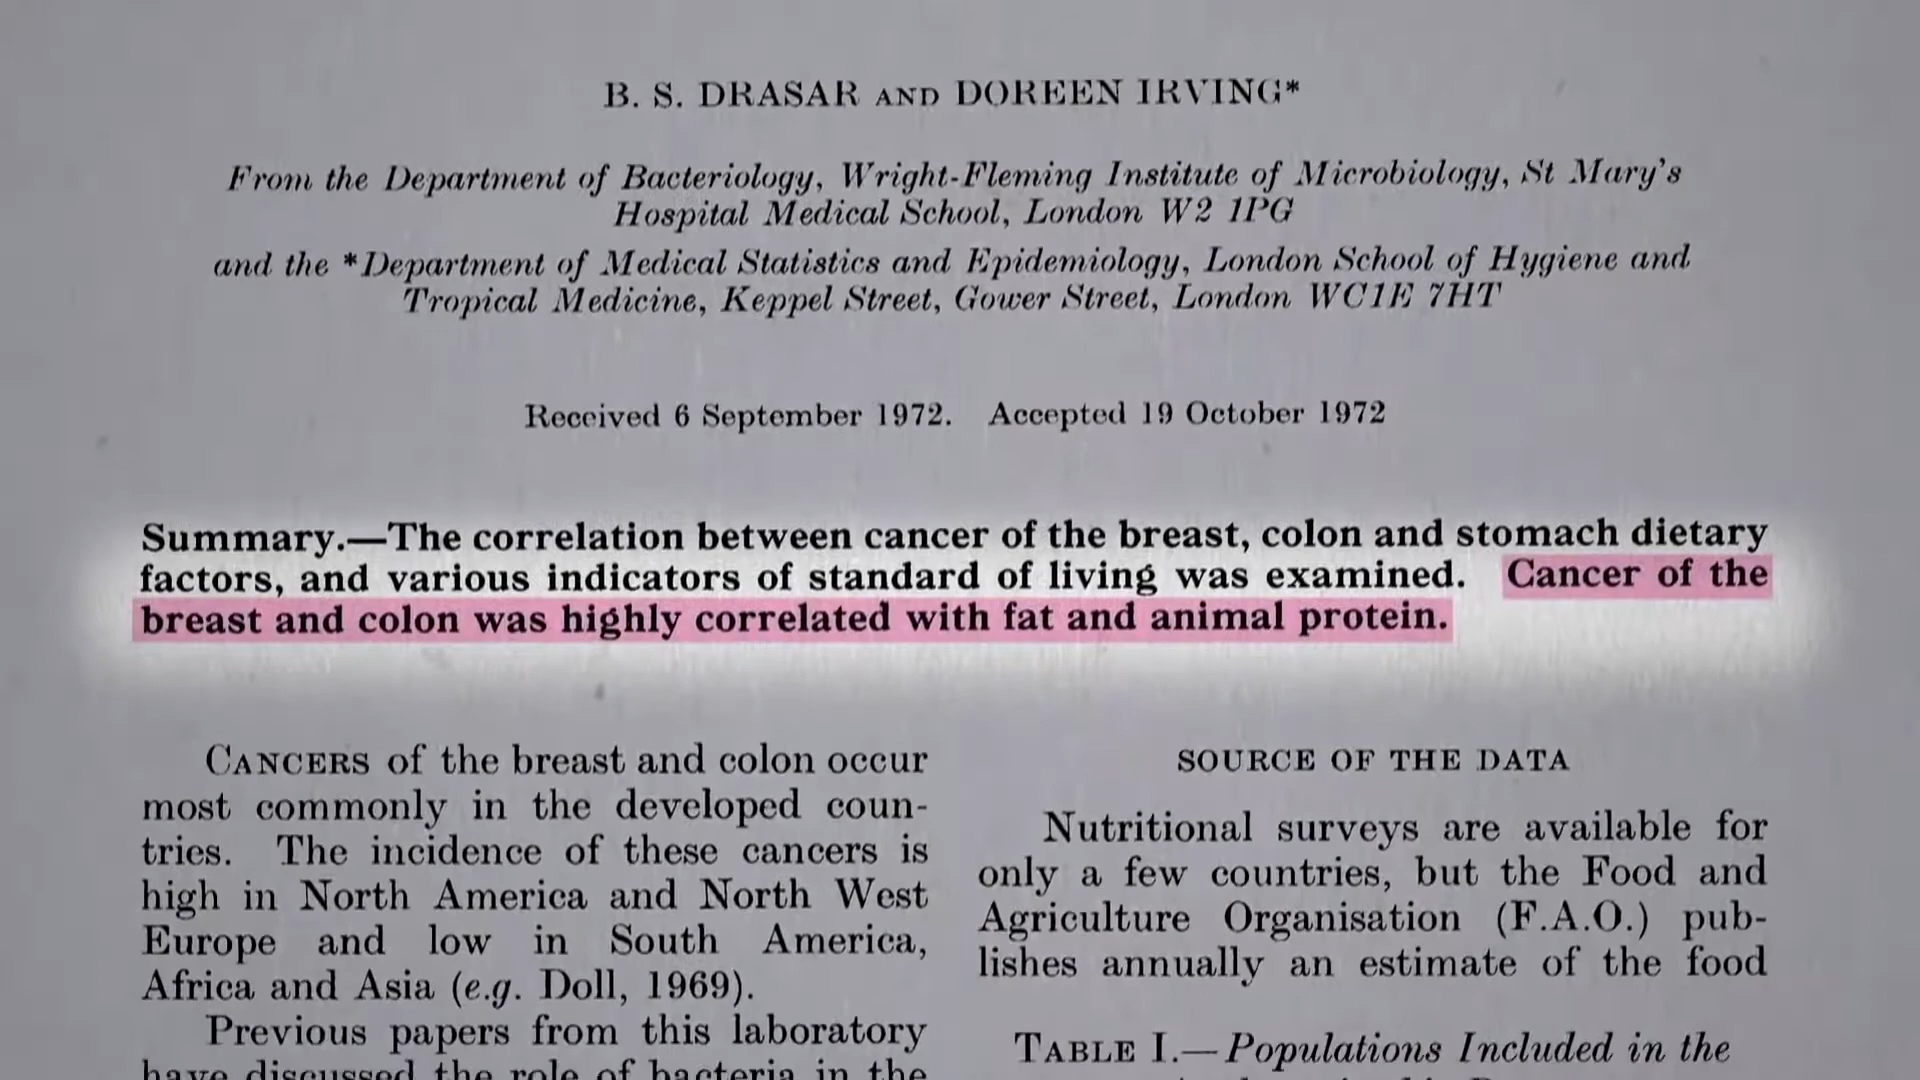 B. S. DRASAR AND DOREEN IRVING*
From the Department of Bacteriology, Wright-Fleming Institute of Microbiology, St Mary's
Hospital Medical School, London W2 1PG
and the *Department of Medical Statistics and Epidemiology, London School of Hygiene and
Tropical Medicine, Keppel Street, Gower Street, London WC1E 7HT
Received 6 September 1972. Accepted 19 October 1972
Summary.—The correlation between cancer of the breast, colon and stomach dietary
factors, and various indicators of standard of living was examined. Cancer of the
breast and colon was highly correlated with fat and animal protein.
CANCERS of the breast and colon occur
most commonly in the developed coun-
tries. The incidence of these cancers is
high in North America and North West
Europe and low in South America,
Africa and Asia (e.g. Doll, 1969).
Previous papers from this laboratory
have discussed the role of bacteria in the
SOURCE OF THE DATA
Nutritional surveys are available for
only a few countries, but the Food and
Agriculture Organisation (F.A.O.) pub-
lishes annually an estimate of the food
TABLE I.—Populations Included in the